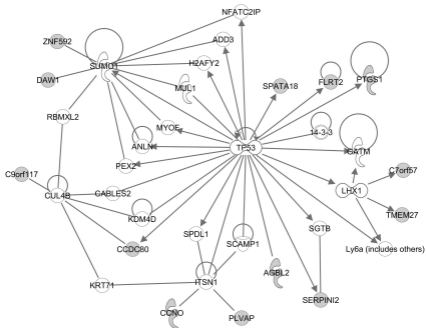 NFATC2IP
ZNF592
ADD3
SUMO1
H2AFY2
DAW1
MUL1
SPATA18
FLRT2
PTGS1
RBMXL2
MYOF
14-3-3
ANLN
TP53
GATM
PEX2
C9orf117
C7orf57
CUL4B
CABLES2
LHX1
KDM4D
TMEM27
SPDL1
SGTB
CCDC80
SCAMP1
Ly6a (includes others)
KRT71
ITSN1
AGBL2
SERPINI2
CCNO
PLVAP